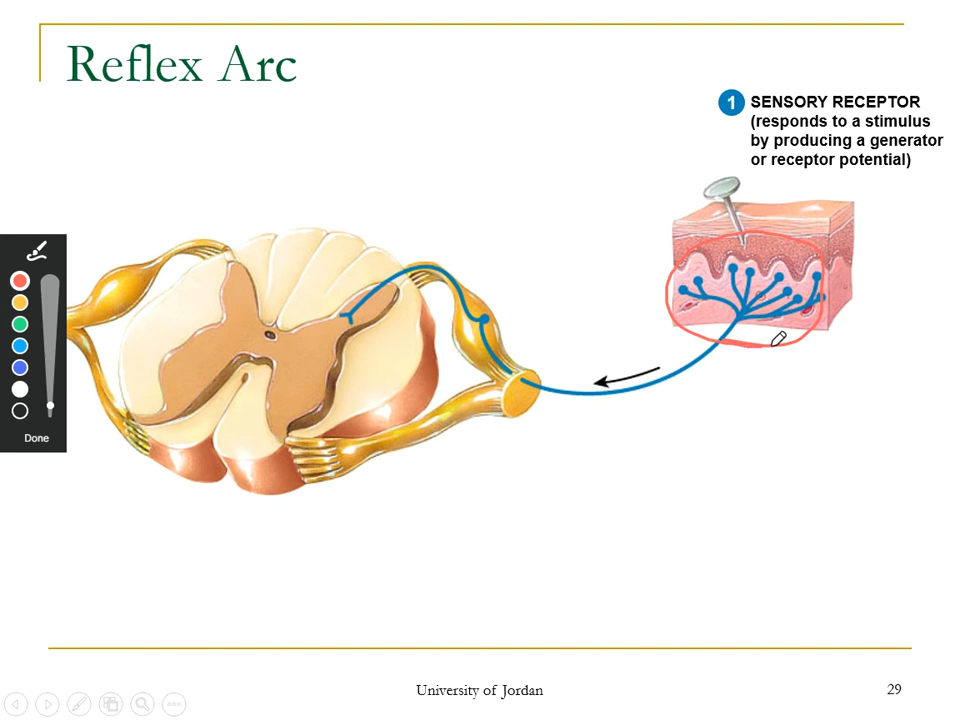 Reflex Arc
1 SENSORY RECEPTOR
(responds to a stimulus
by producing a generator
or receptor potential)
Done
University of Jordan
29